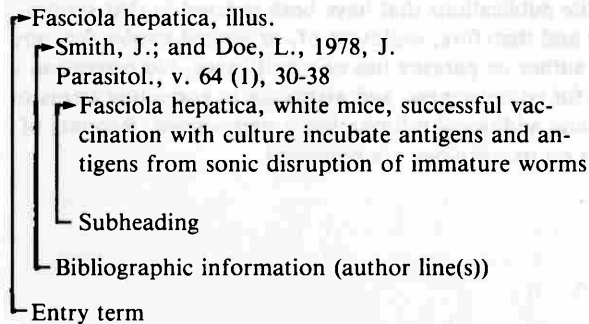 Fasciola hepatica, illus.
Smith, J.; and Doe, L., 1978, J.
Parasitol., v. 64 (1), 30-38
Fasciola hepatica, white mice, successful vac-
cination with culture incubate antigens and an-
tigens from sonic disruption of immature worms
Subheading
Bibliographic information (author line(s))
Entry term